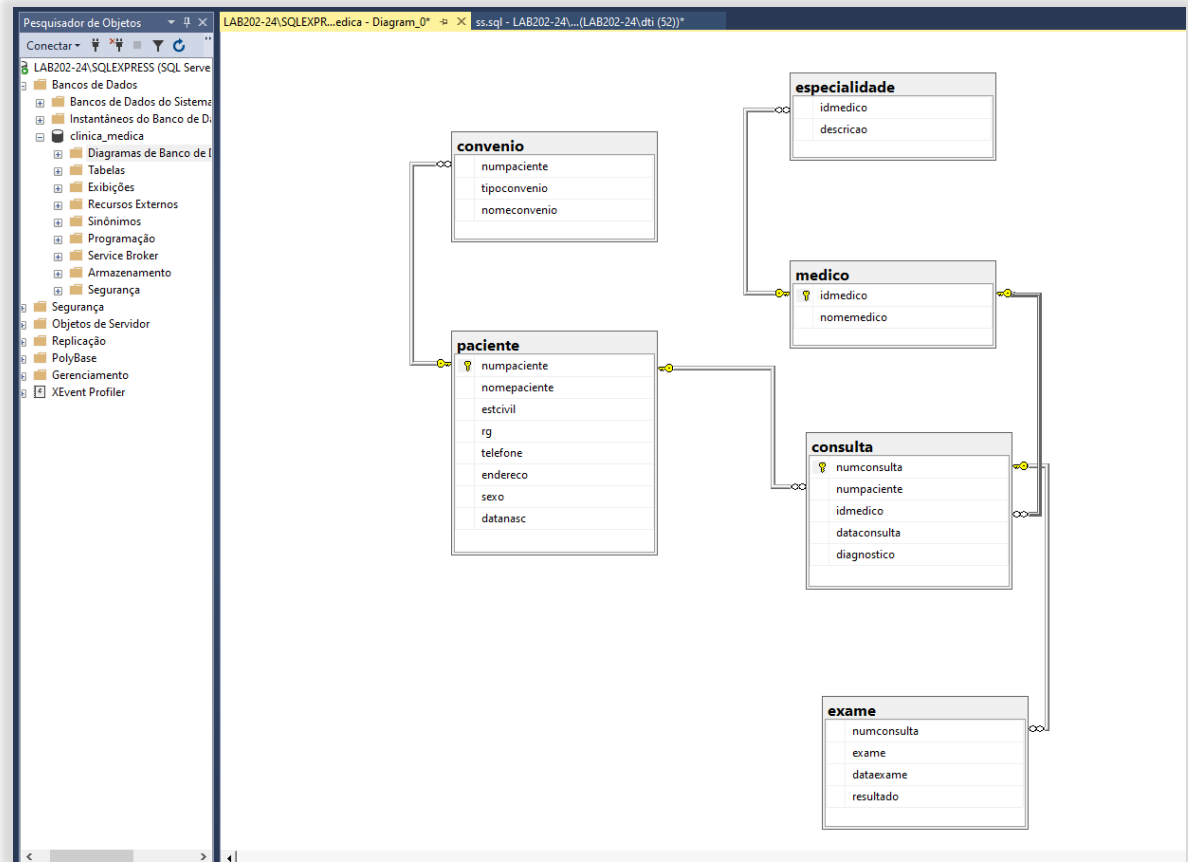 Pesquisador de Objetos
Conectar
LAB202-24\SQLEXPRESS (SQL Serve
Bancos de Dados
Bancos de Dados do Sistema
Instantâneos do Banco de Da
clinica_medica
Diagramas de Banco de D
Tabelas
Exibições
Recursos Externos
Sinônimos
Programação
Service Broker
Armazenamento
Segurança
Segurança
Objetos de Servidor
Replicação
PolyBase
Gerenciamento
XEvent Profiler
LAB202-24\SQLEXPR...edica - Diagram_0*
ss.sql - LAB202-24\...(LAB202-24\dti (52))*
especialidade
idmedico
descricao
convenio
numpaciente
tipoconvenio
nomeconvenio
medico
idmedico
nomemedico
paciente
numpaciente
nomepaciente
estcivil
rg
telefone
endereco
sexo
datanasc
consulta
numconsulta
numpaciente
idmedico
dataconsulta
diagnostico
exame
numconsulta
exame
dataexame
resultado